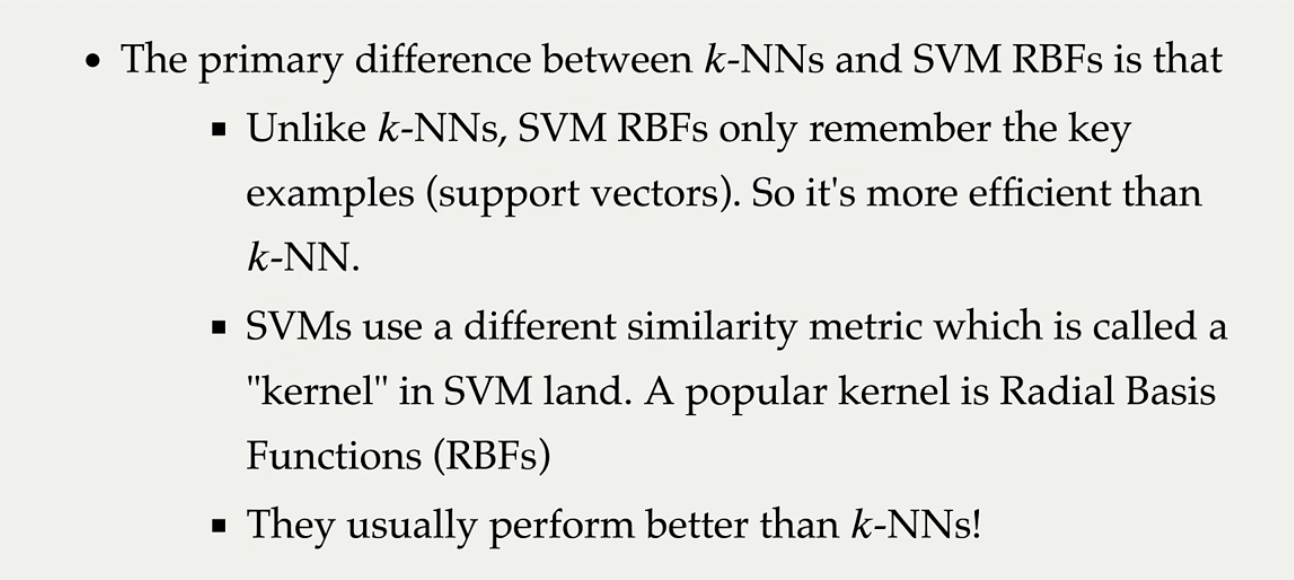 • The primary difference between k-NNs and SVM RBFs is that
▪ Unlike k-NNs, SVM RBFs only remember the key
examples (support vectors). So it's more efficient than
k-NN.
▪ SVMs use a different similarity metric which is called a
"kernel" in SVM land. A popular kernel is Radial Basis
Functions (RBFs)
▪ They usually perform better than k-NNs!